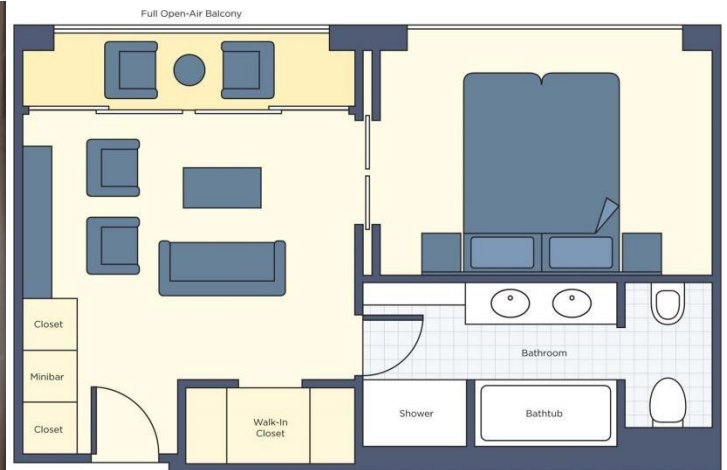 Full Open-Air Balcony
Closet
Minibar
Closet
Walk-In
Closet
Bathroom
Shower
Bathtub